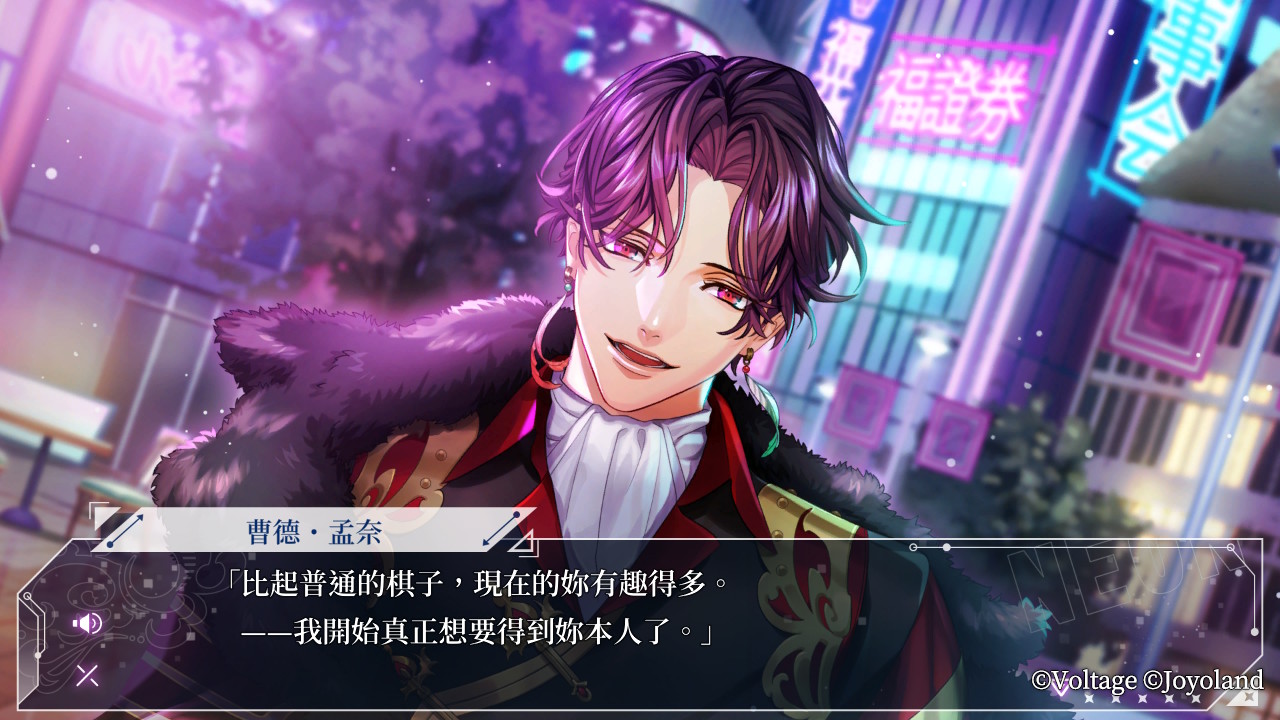 福證券
曹德・孟奈
「比起普通的棋子，現在的妳有趣得多。
——我開始真正想要得到妳本人了。」
©Voltage ©Joyoland